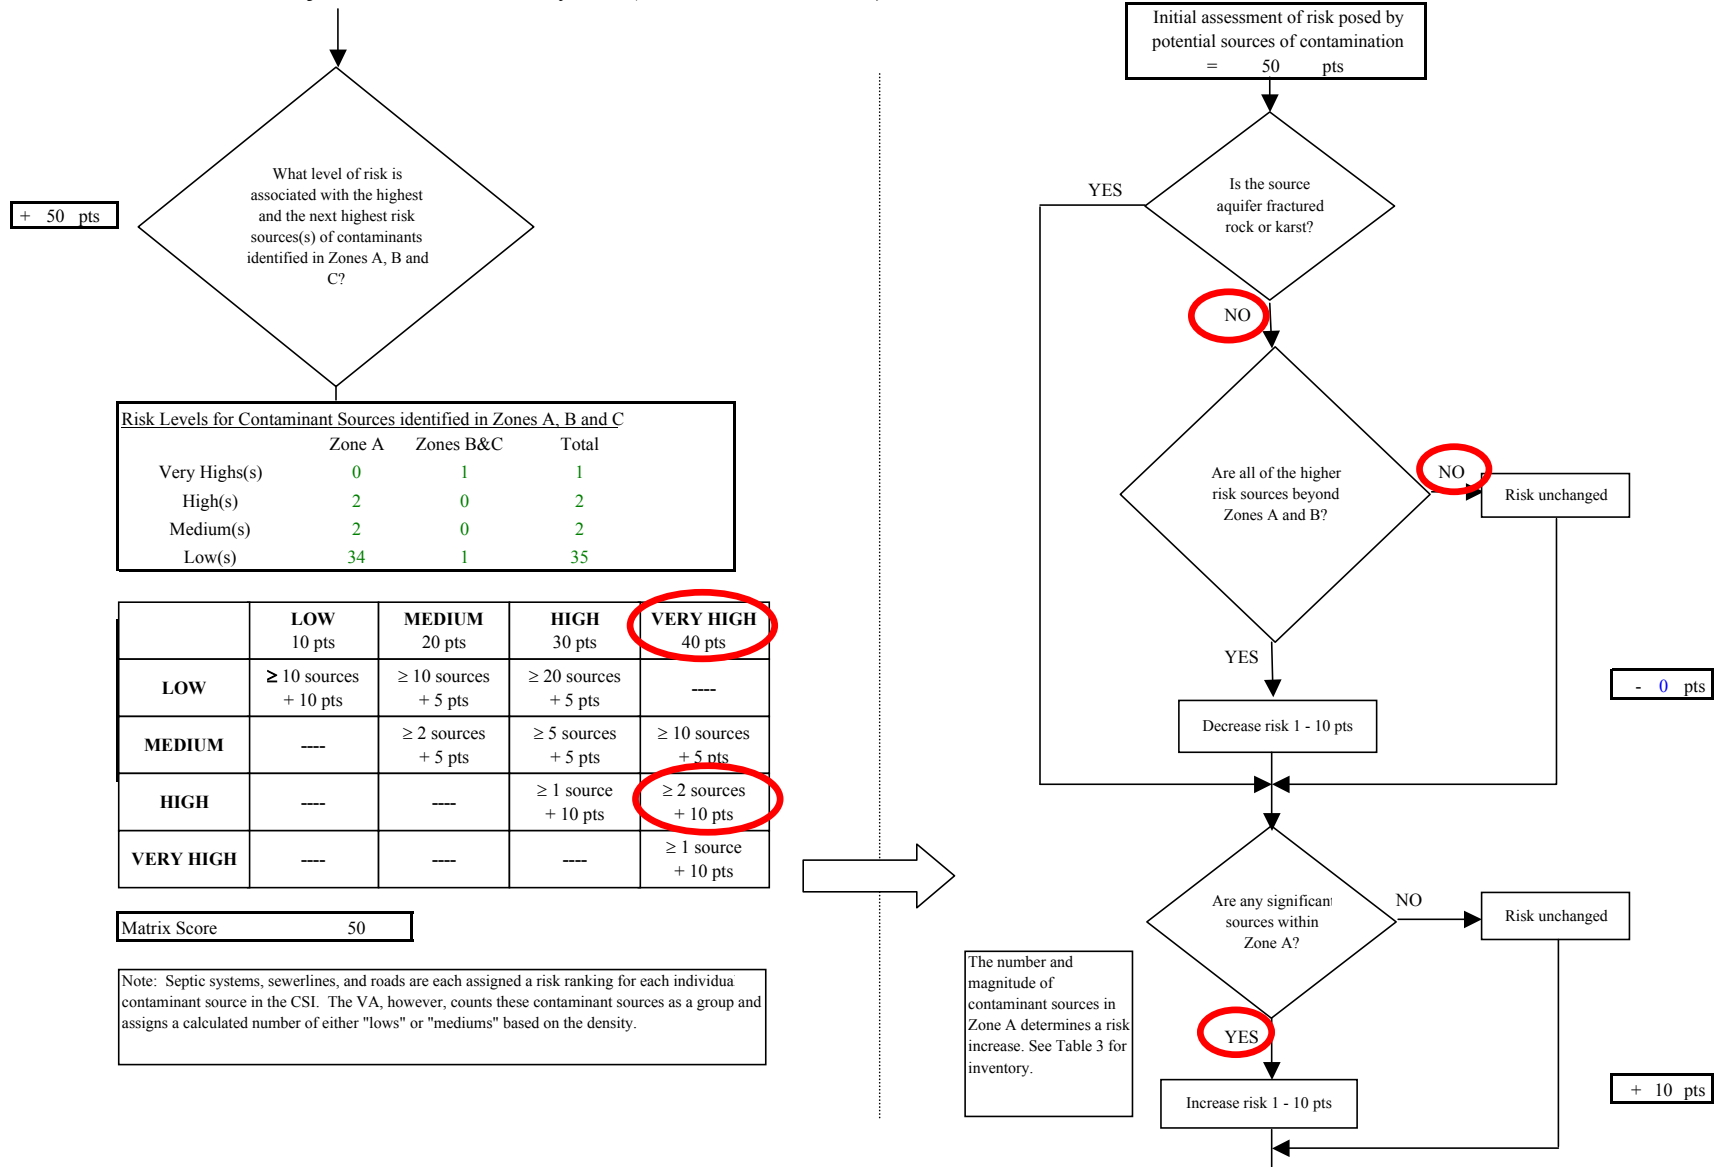 What level of risk is
associated with the highest
and the next highest risk
sources(s) of contaminants
identified in Zones A, B and
C?
+ 50 pts
Risk Levels for Contaminant Sources identified in Zones A, B and C
Zone A Zones B&C Total
Very Highs(s) 0 1 1
High(s) 2 0 2
Medium(s) 2 0 2
Low(s) 34 1 35
LOW MEDIUM HIGH VERY HIGH
10 pts 20 pts 30 pts 40 pts
LOW ≥ 10 sources + 10 pts ≥ 10 sources + 5 pts ≥ 20 sources + 5 pts ----
MEDIUM ---- ≥ 2 sources + 5 pts ≥ 5 sources + 5 pts ≥ 10 sources + 5 pts
HIGH ---- ---- ≥ 1 source + 10 pts ≥ 2 sources + 10 pts
VERY HIGH ---- ---- ---- ≥ 1 source + 10 pts
Matrix Score 50
Note: Septic systems, sewerlines, and roads are each assigned a risk ranking for each individua
contaminant source in the CSI. The VA, however, counts these contaminant sources as a group and
assigns a calculated number of either "lows" or "mediums" based on the density.
Initial assessment of risk posed by
potential sources of contamination
= 50 pts
Is the source
aquifer fractured
rock or karst?
YES
NO
Are all of the higher
risk sources beyond
Zones A and B?
NO
Risk unchanged
YES
Decrease risk 1 - 10 pts
- 0 pts
Are any significant
sources within
Zone A?
NO
Risk unchanged
The number and
magnitude of
contaminant sources in
Zone A determines a risk
increase. See Table 3 for
inventory.
YES
Increase risk 1 - 10 pts
+ 10 pts